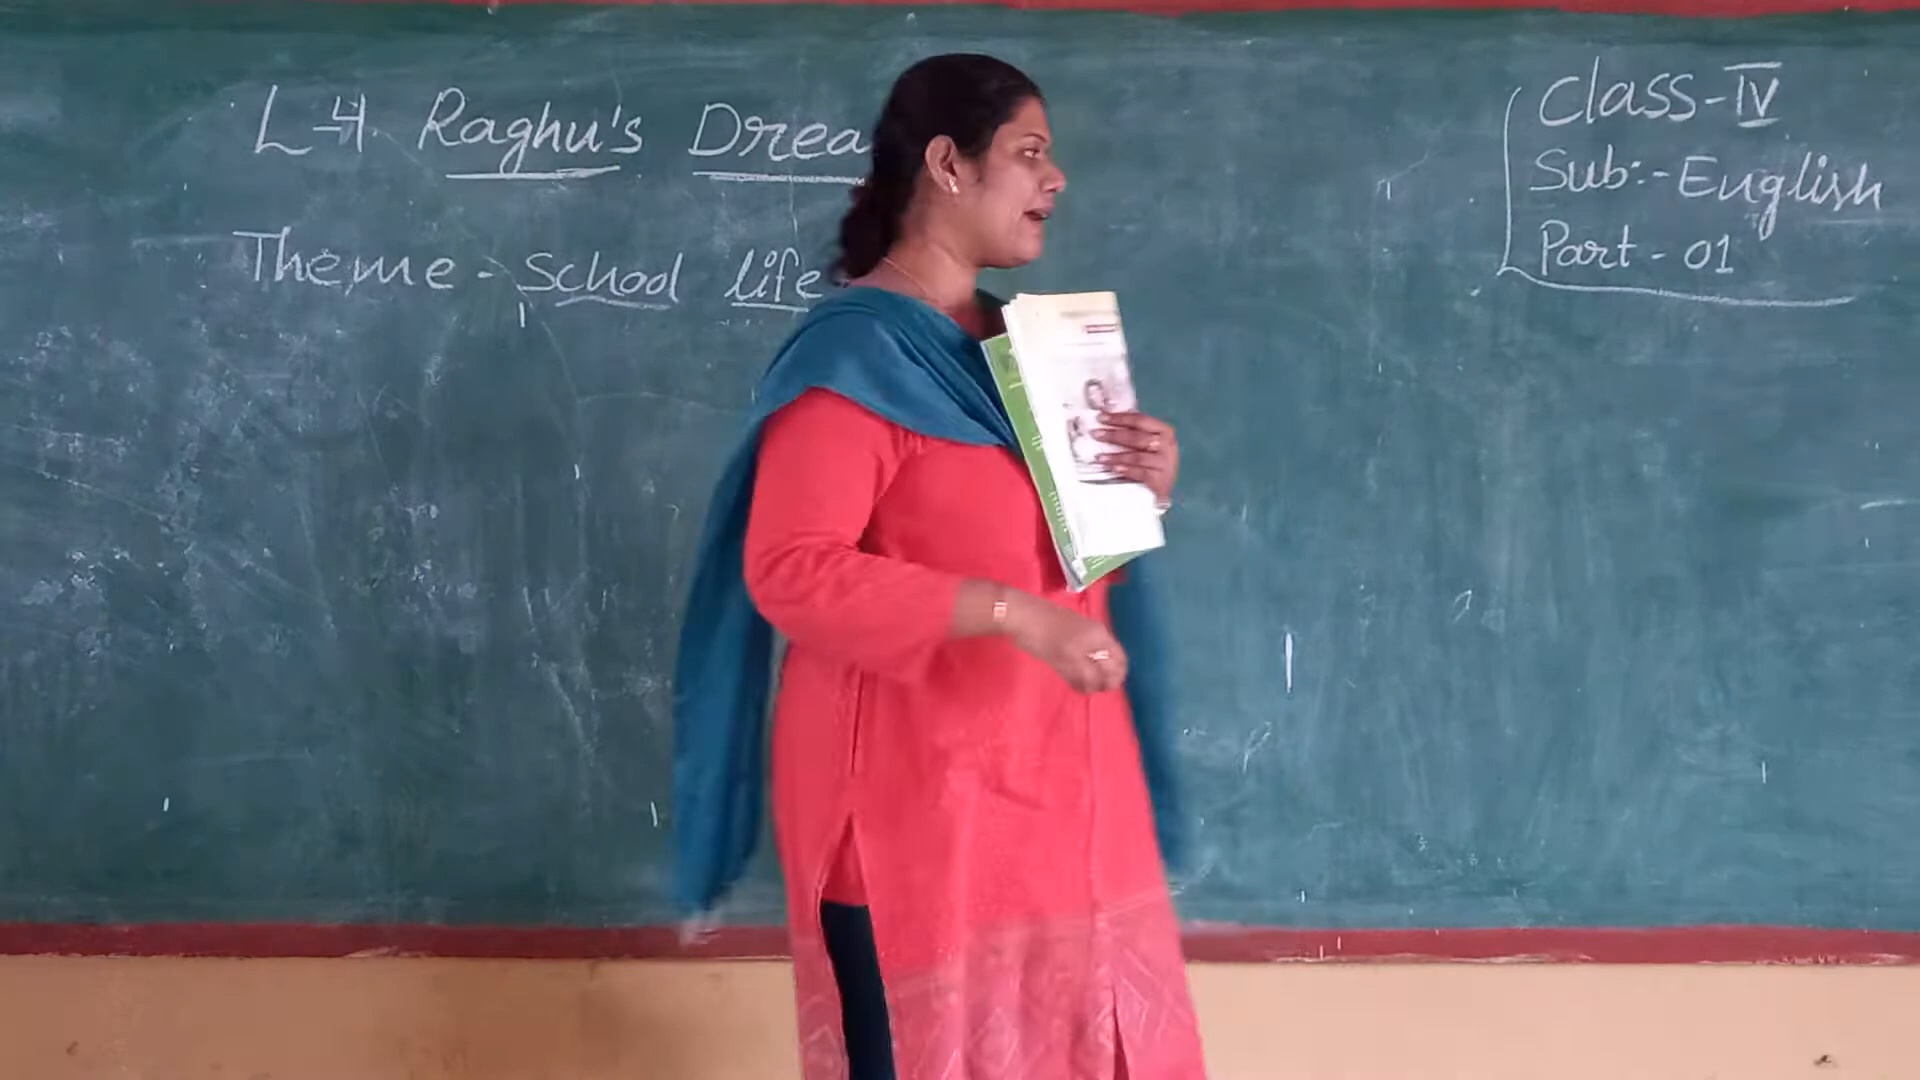 L-4 Raghu's Drea
Theme - School life
Class - IV
Sub:- English
Part - 01